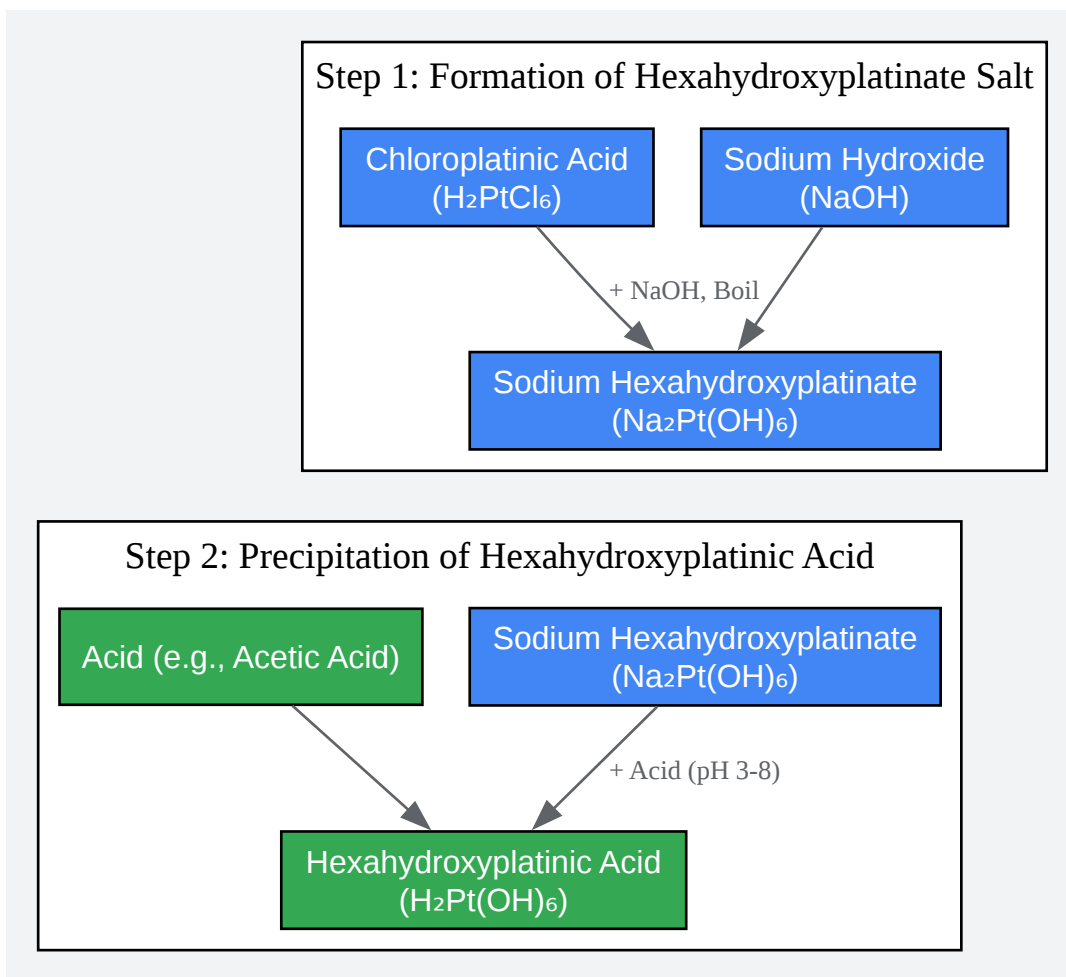 Step 1: Formation of Hexahydroxyplatinate Salt
Chloroplatinic Acid
(H₂PtCl₆)
Sodium Hydroxide
(NaOH)
+ NaOH, Boil
Sodium Hexahydroxyplatinate
(Na₂Pt(OH)₆)
Step 2: Precipitation of Hexahydroxyplatinic Acid
Acid (e.g., Acetic Acid)
Sodium Hexahydroxyplatinate
(Na₂Pt(OH)₆)
+ Acid (pH 3-8)
Hexahydroxyplatinic Acid
(H₂Pt(OH)₆)